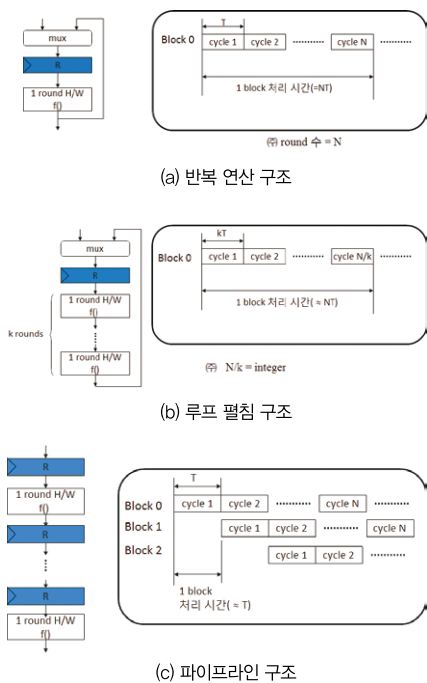 mux
R
1 round H/W
f()
T
Block 0
cycle 1
cycle 2
cycle N
1 block 처리 시간(=NT)
㈜ round 수 = N
(a) 반복 연산 구조
mux
R
k rounds
1 round H/W
f()
1 round H/W
f()
kT
Block 0
cycle 1
cycle 2
cycle N/k
1 block 처리 시간( ≈ NT)
㈜ N/k = integer
(b) 루프 펼침 구조
R
1 round H/W
f()
R
R
1 round H/W
f()
T
Block 0
cycle 1
cycle 2
cycle N
Block 1
cycle 1
cycle 2
cycle N
Block 2
cycle 1
cycle 2
1 block
처리 시간( ≈ T)
(c) 파이프라인 구조